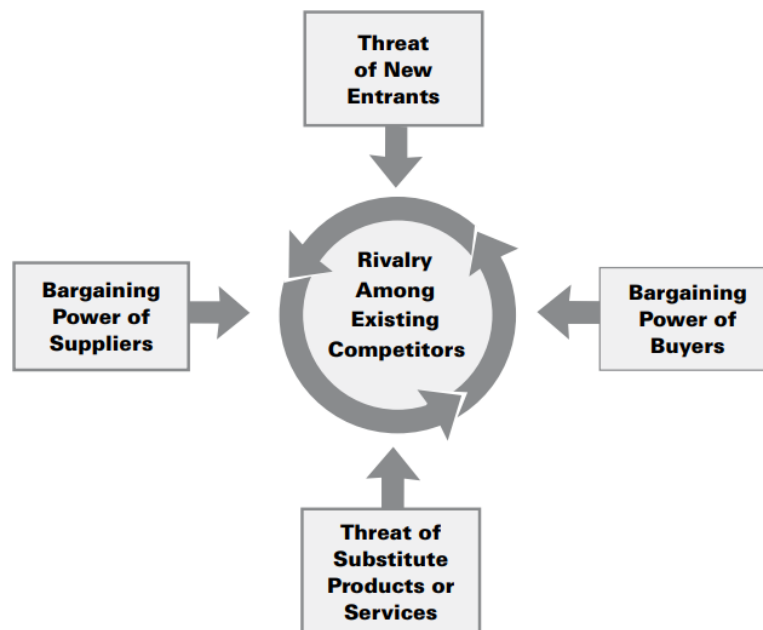 Threat
of New
Entrants
Rivalry
Among
Existing
Competitors
Bargaining
Power of
Suppliers
Bargaining
Power of
Buyers
Threat of
Substitute
Products or
Services